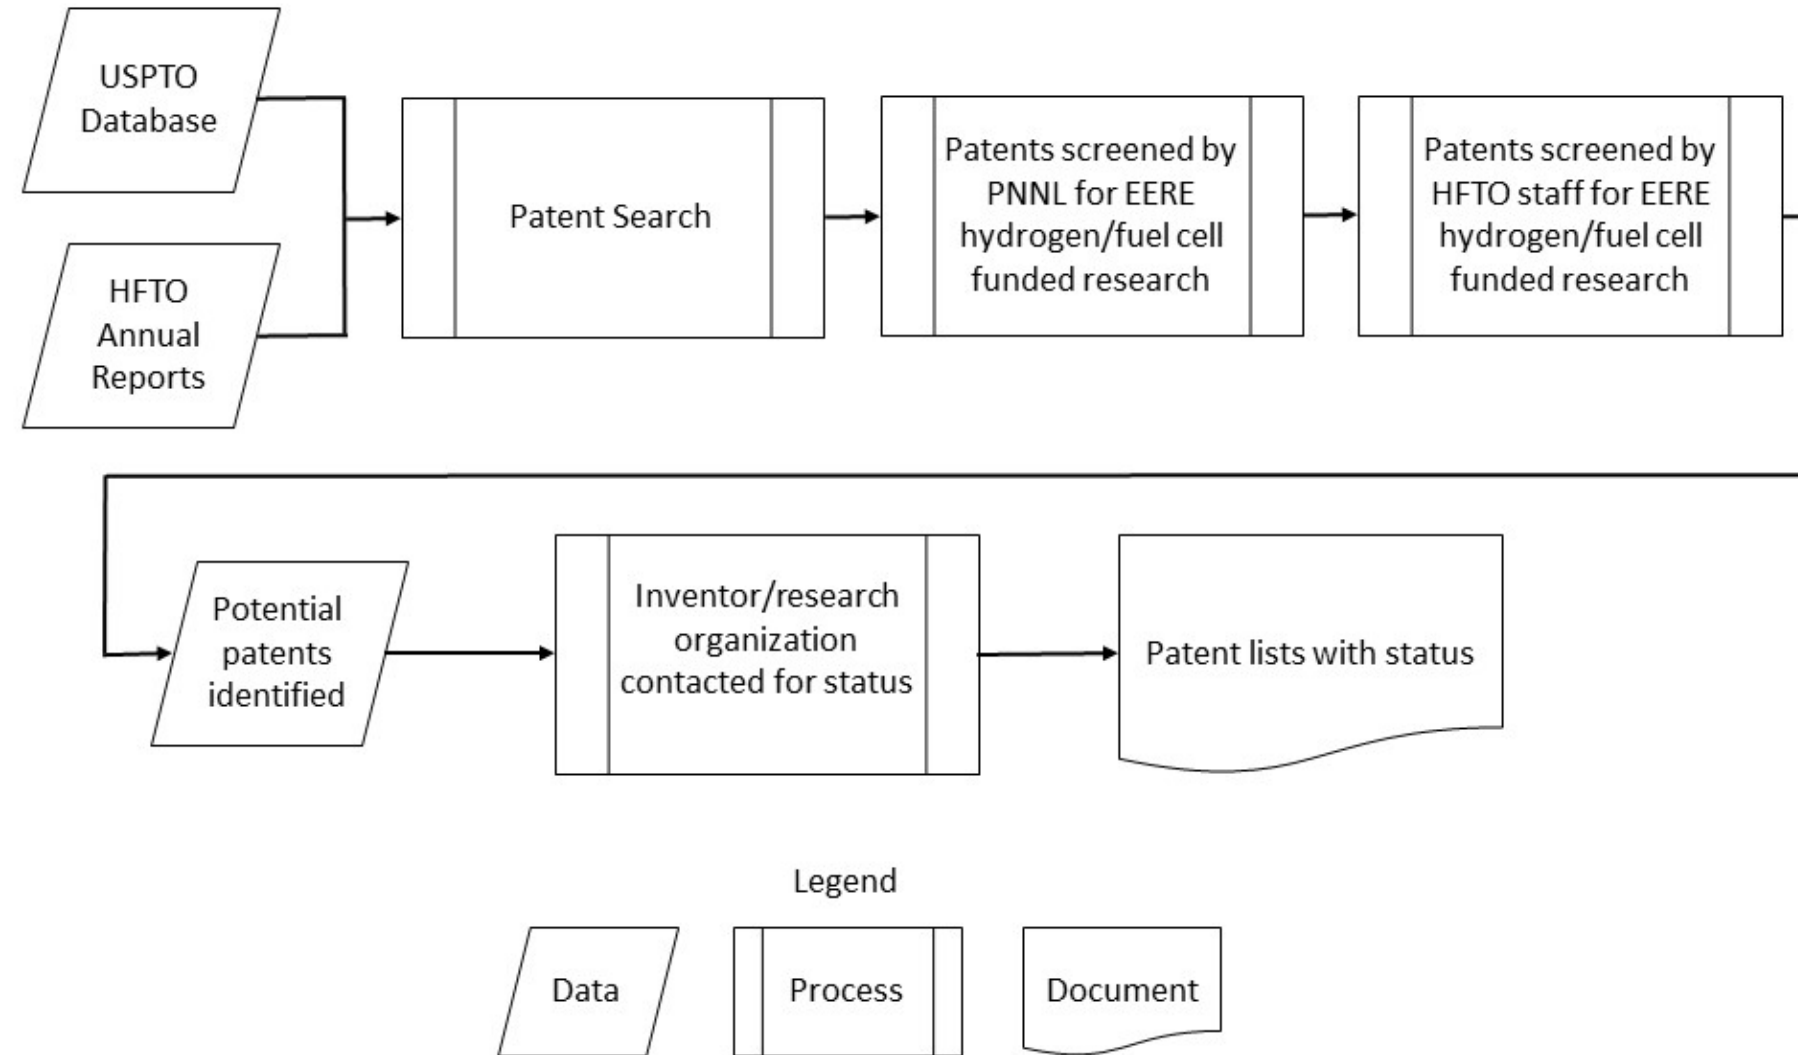 USPTO
Database
HFTO
Annual
Reports
Patent Search
Patents screened by
PNNL for EERE
hydrogen/fuel cell
funded research
Patents screened by
HFTO staff for EERE
hydrogen/fuel cell
funded research
Potential
patents
identified
Inventor/research
organization
contacted for status
Patent lists with status
Legend
Data
Process
Document